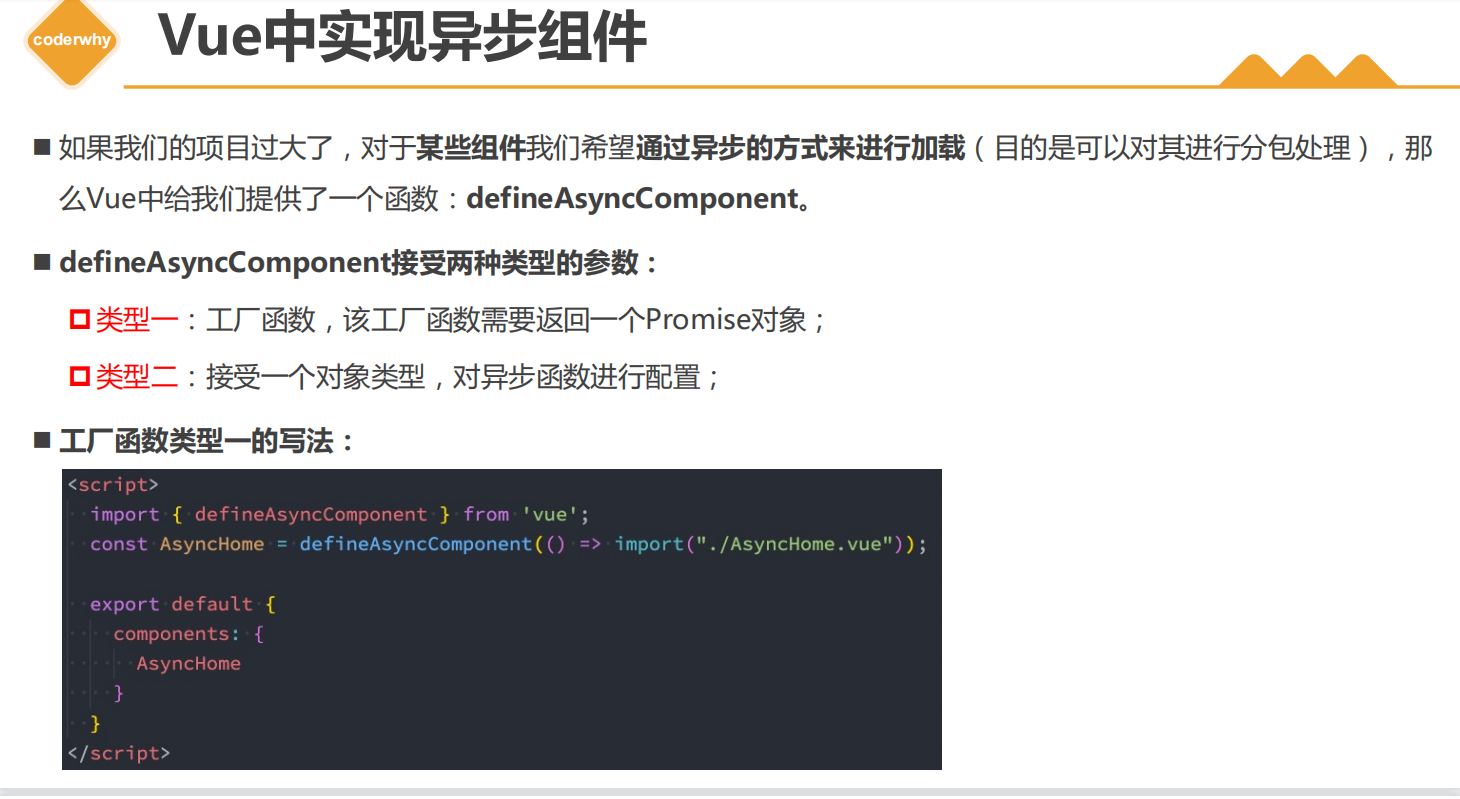 coderwhy
Vue中实现异步组件
如果我们的项目过大了，对于某些组件我们希望通过异步的方式来进行加载（目的是可以对其进行分包处理），那
么Vue中给我们提供了一个函数：defineAsyncComponent。
defineAsyncComponent接受两种类型的参数：
类型一：工厂函数，该工厂函数需要返回一个Promise对象；
类型二：接受一个对象类型，对异步函数进行配置；
工厂函数类型一的写法：
<script>
import { defineAsyncComponent } from 'vue';
const AsyncHome = defineAsyncComponent(() => import("./AsyncHome.vue"));
export default {
components: {
AsyncHome
}
}
</script>